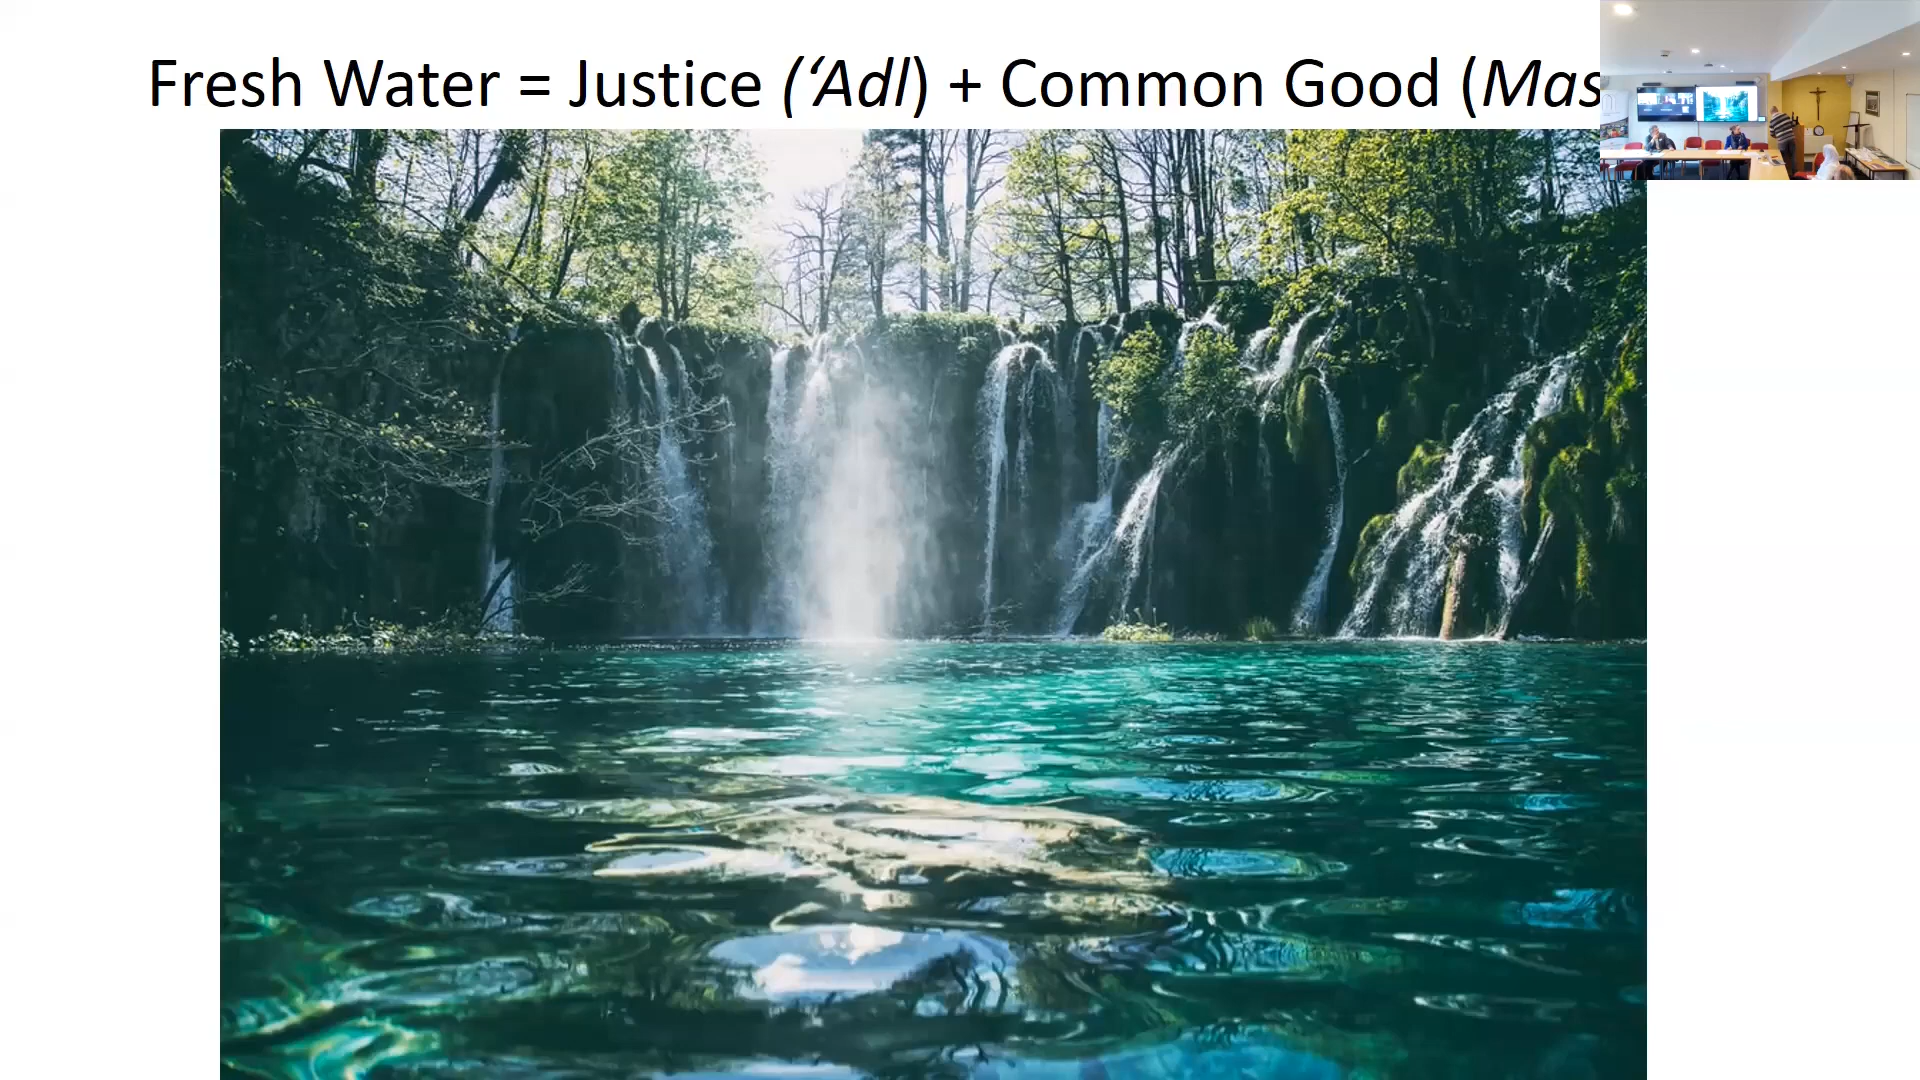 Fresh Water = Justice (‘Adl) + Common Good (Mas